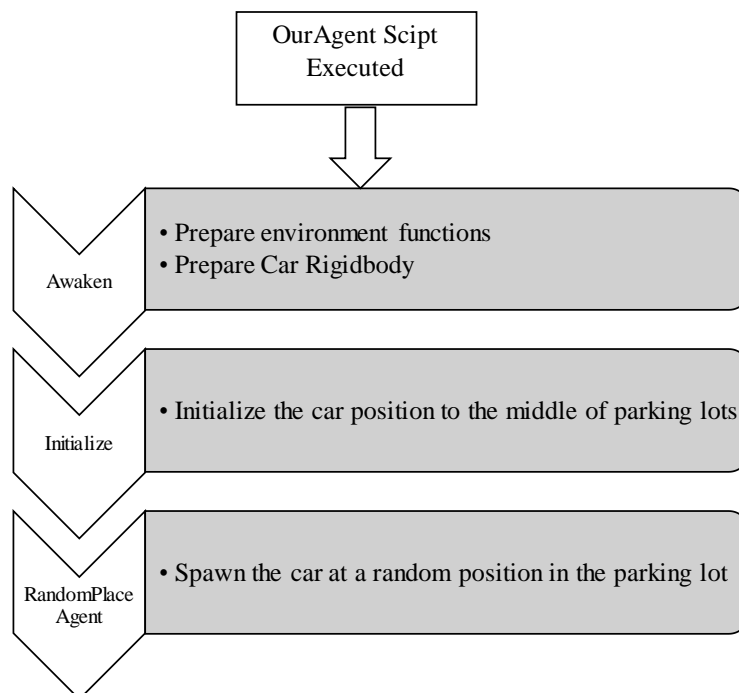 OurAgent Scipt
Executed
Awaken
• Prepare environment functions
• Prepare Car Rigidbody
Initialize
• Initialize the car position to the middle of parking lots
RandomPlace
Agent
• Spawn the car at a random position in the parking lot